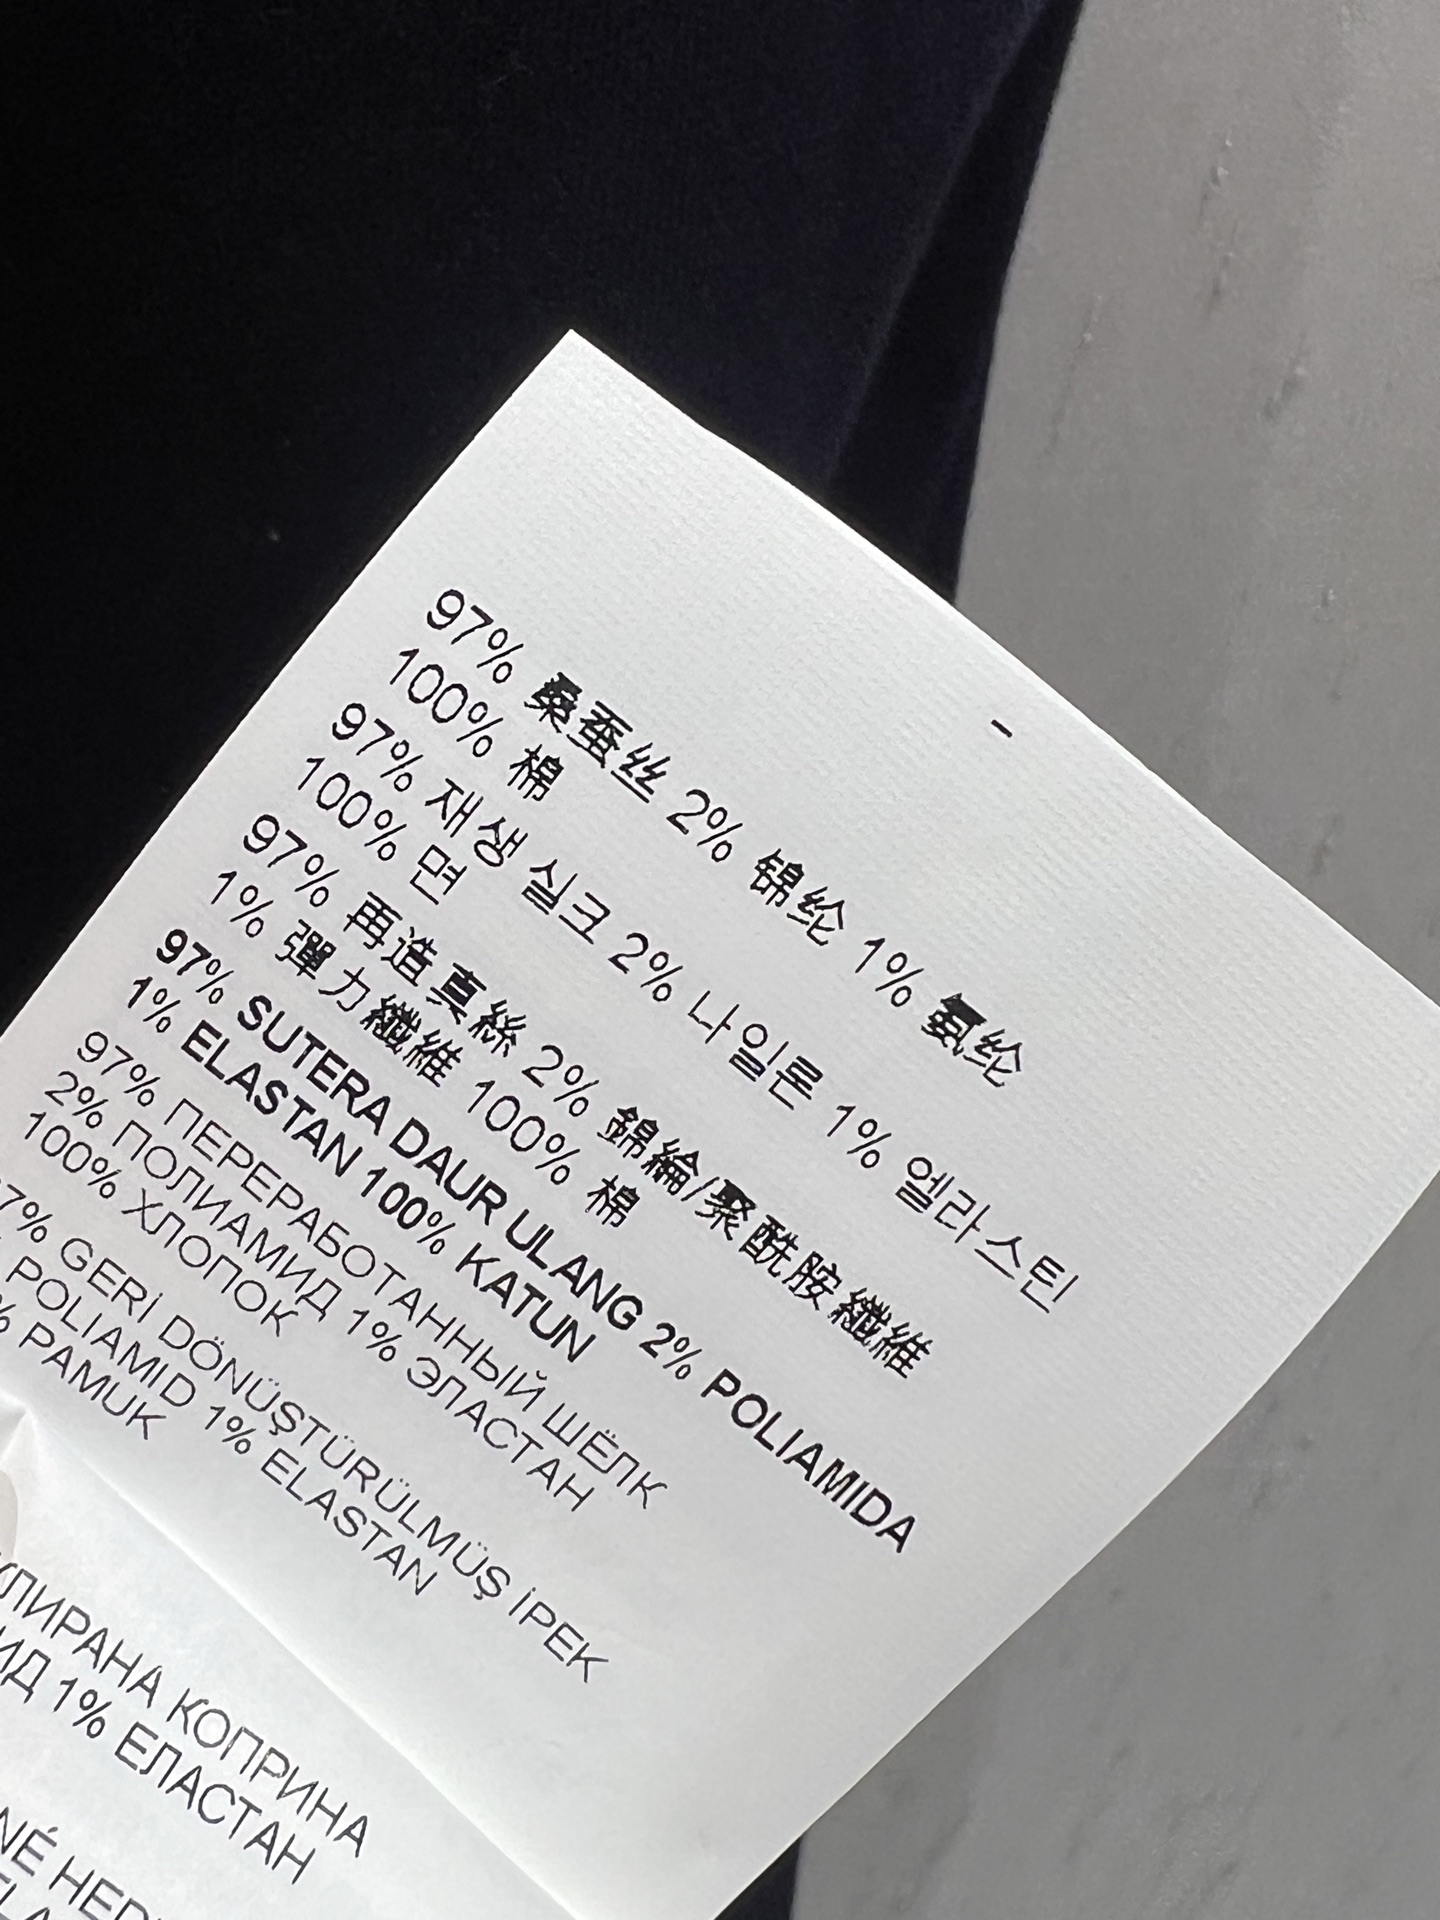 97% 桑蚕丝 2% 锦纶 1% 氨纶
100% 棉
97% 재생 실크 2% 나일론 1% 엘라스틴
100% 면
97% 再造真絲 2% 錦綸/聚酰胺纖維
1% 彈力纖維 100% 棉
97% SUTERA DAUR ULANG 2% POLIAMIDA
1% ELASTAN 100% KATUN
97% ПЕРЕРАБОТАННЫЙ ШЁЛК
2% ПОЛИАМИД 1% ЭЛАСТАН
100% ХЛОПОК
7% GERİ DÖNÜŞTÜRÜLMÜŞ İPEK
POLIAMID 1% ELASTAN
% PAMUK
КОПРИНА
1% ЕЛАСТАН